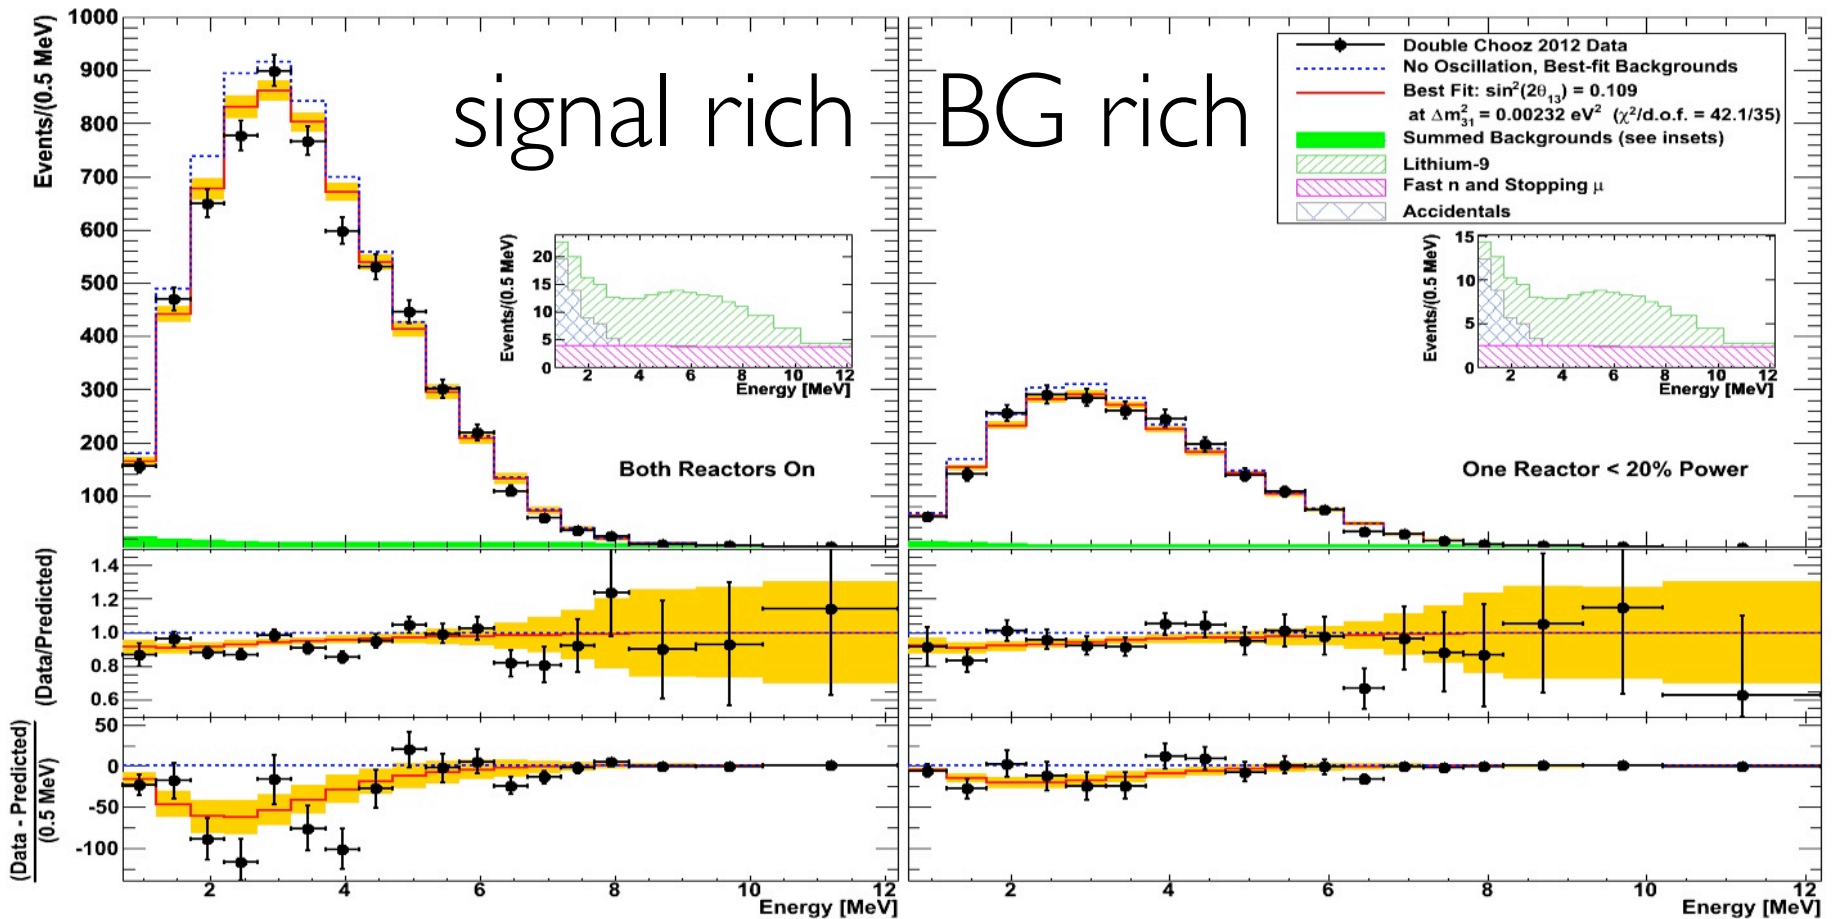 signal rich
BG rich
Events/(0.5 MeV)
1000
900
800
700
600
500
400
300
200
100
Both Reactors On
Events/(0.5 MeV)
20
15
10
5
0
2 4 6 8 10 12
Energy [MeV]
Double Chooz 2012 Data
No Oscillation, Best-fit Backgrounds
Best Fit: sin²(2θ₁₃) = 0.109
at Δm²₃₁ = 0.00232 eV² (χ²/d.o.f. = 42.1/35)
Summed Backgrounds (see insets)
Lithium-9
Fast n and Stopping μ
Accidentals
Events/(0.5 MeV)
15
10
5
0
2 4 6 8 10 12
Energy [MeV]
One Reactor < 20% Power
(Data/Predicted)
1.4
1.2
1.0
0.8
0.6
(Data - Predicted)
(0.5 MeV)
50
0
-50
-100
2 4 6 8 10 12
Energy [MeV]
2 4 6 8 10 12
Energy [MeV]